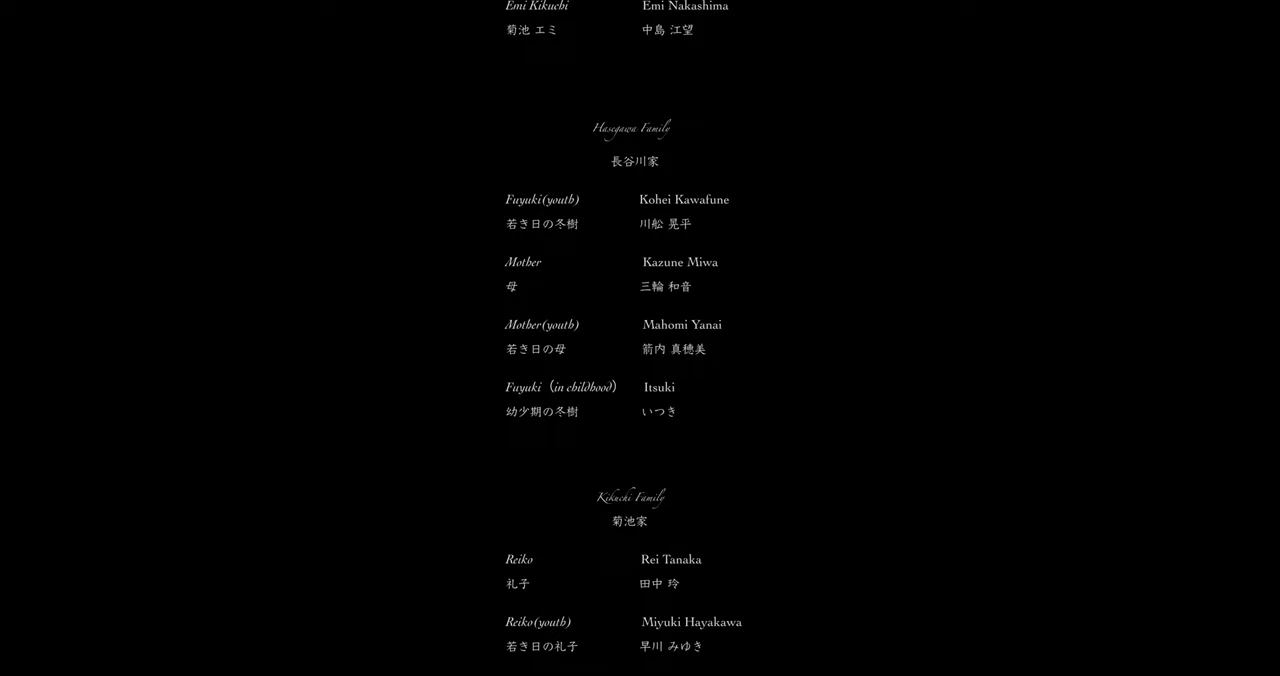 Emi Kikuchi Emi Nakashima
菊池 エミ 中島 江望
Hasegawa Family
長谷川家
Fuyuki(youth) Kohei Kawafune
若き日の冬樹 川舩 晃平
Mother Kazune Miwa
母 三輪 和音
Mother(youth) Mahomi Yanai
若き日の母 箭内 真穂美
Fuyuki（in childhood） Itsuki
幼少期の冬樹 いつき
Kikuchi Family
菊池家
Reiko Rei Tanaka
礼子 田中 玲
Reiko(youth) Miyuki Hayakawa
若き日の礼子 早川 みゆき